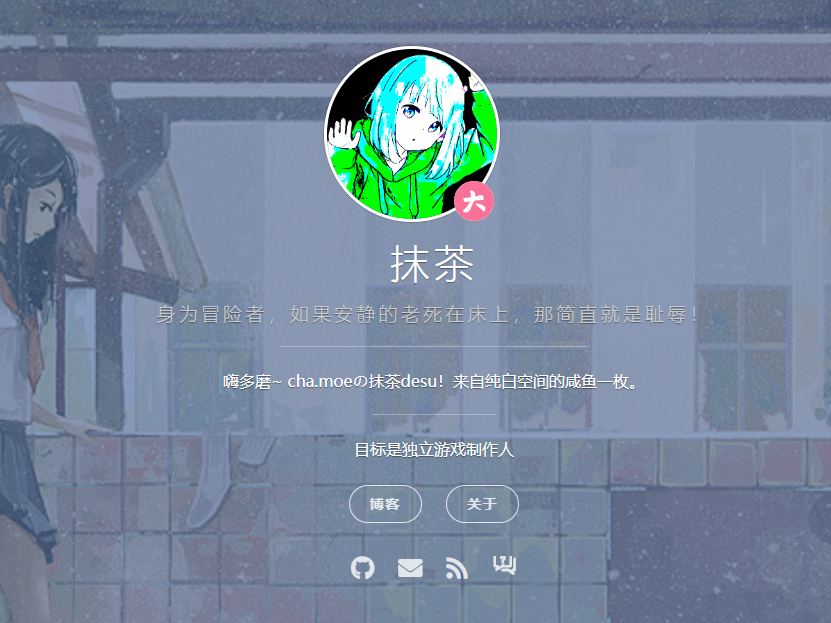 大
抹茶
身为冒险者，如果安静的老死在床上，那简直就是耻辱！
嗨多磨~ cha.moeの抹茶desu！来自纯白空间的咸鱼一枚。
目标是独立游戏制作人
博客
关于